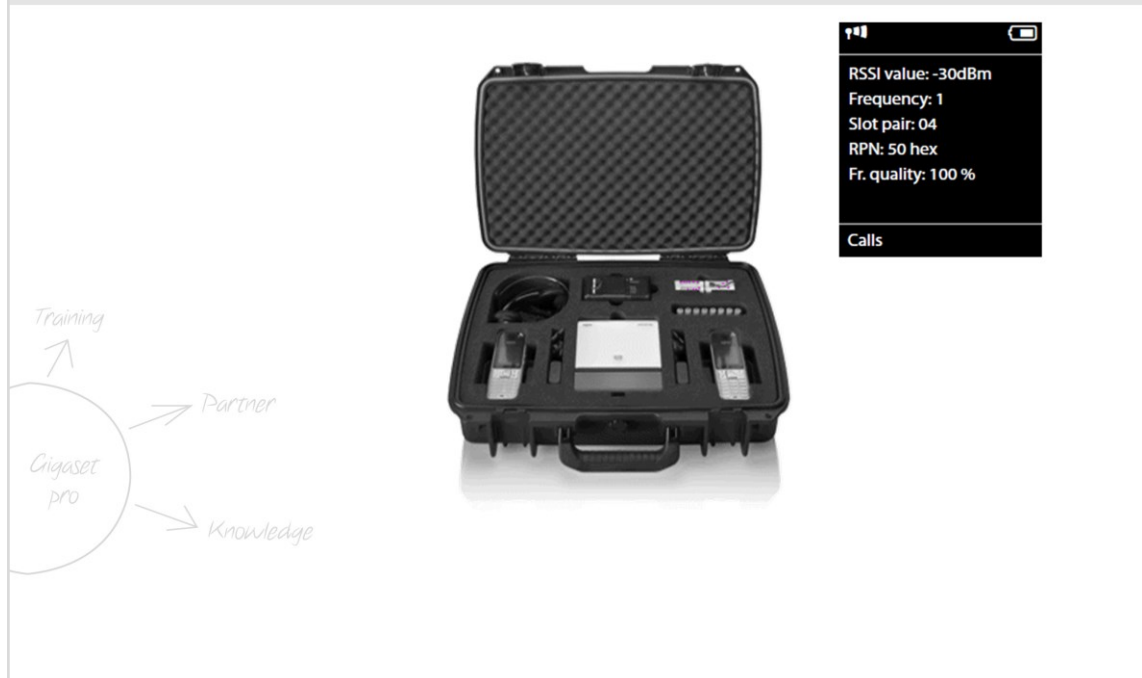 RSSI value: -30dBm
Frequency: 1
Slot pair: 04
RPN: 50 hex
Fr. quality: 100 %
Calls
Training
Partner
Gigaset
pro
Knowledge